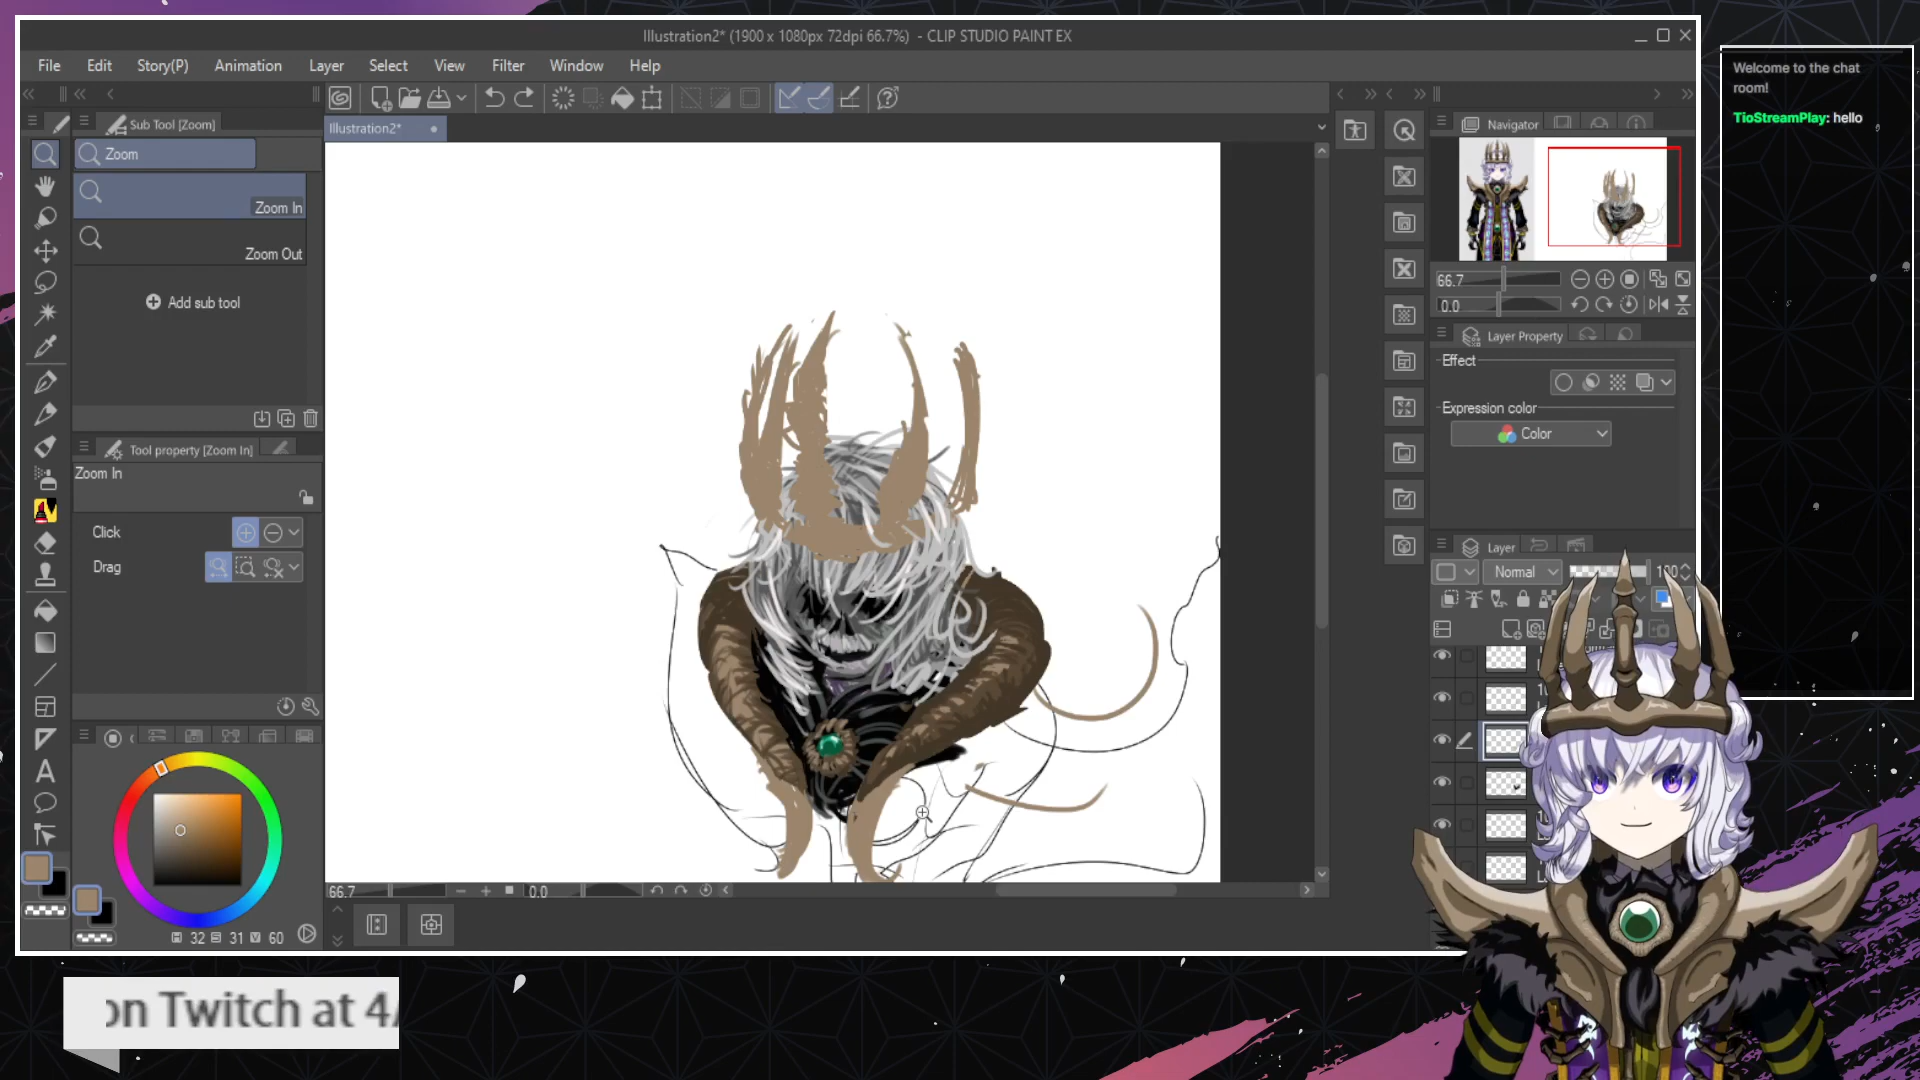 Illustration2* (1900 x 1080px 72dpi 66.7%) - CLIP STUDIO PAINT EX
File Edit Story(P) Animation Layer Select View Filter Window Help
Sub Tool [Zoom]
Zoom
Zoom In
Zoom Out
Add sub tool
Tool property [Zoom In]
Zoom In
Click
Drag
32 31 60
Illustration2*
66.7
0.0
Navigator
66.7
0.0
Layer Property
Effect
Expression color
Color
Layer
Normal
100
Welcome to the chat
room!
TioStreamPlay: hello
on Twitch at 4